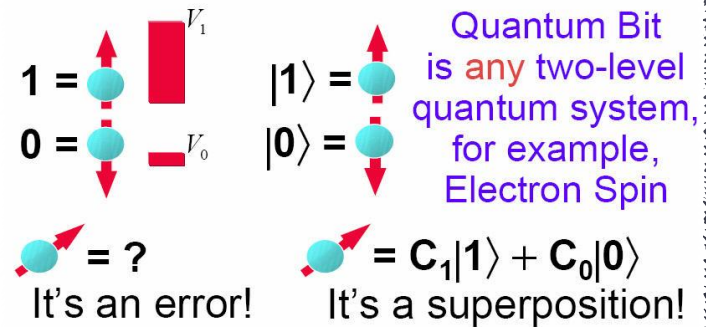 1 =
V₁
0 =
V₀
= ?
It's an error!
|1⟩ =
|0⟩ =
Quantum Bit
is any two-level
quantum system,
for example,
Electron Spin
= C₁|1⟩ + C₀|0⟩
It's a superposition!